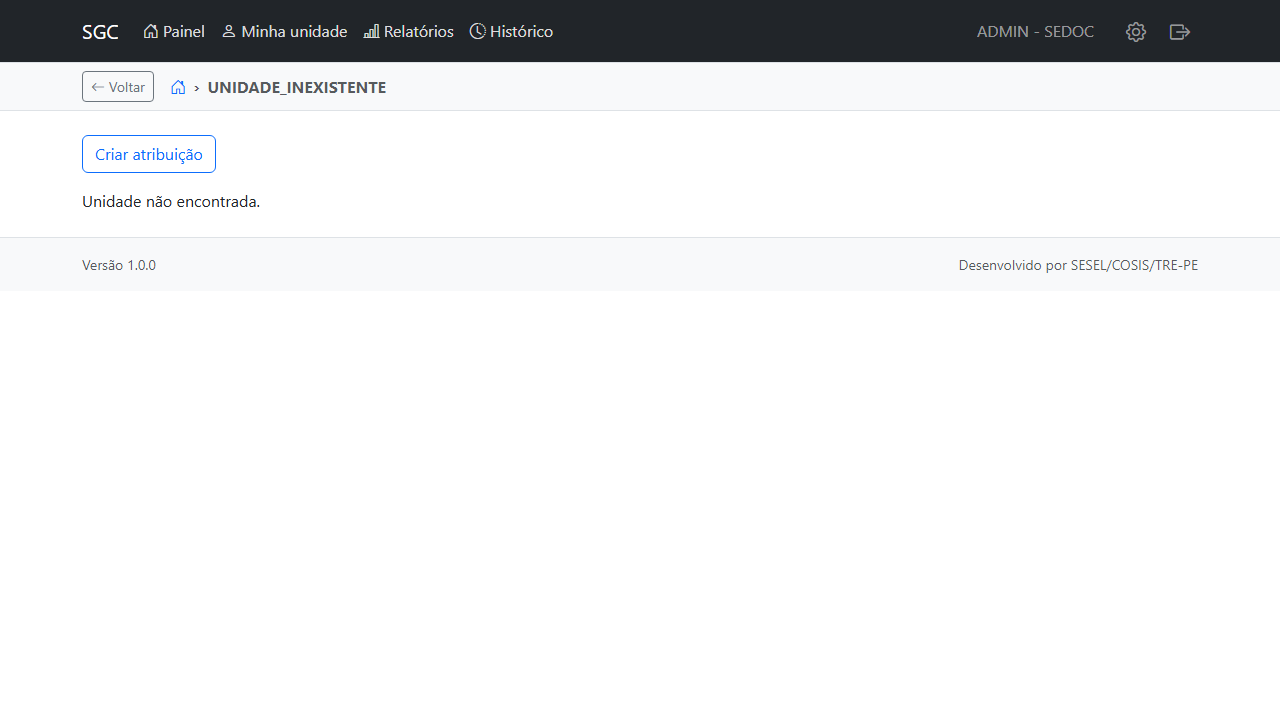 SGC Painel Minha unidade Relatórios Histórico ADMIN - SEDOC
Voltar › UNIDADE_INEXISTENTE
Criar atribuição
Unidade não encontrada.
Versão 1.0.0 Desenvolvido por SESEL/COSIS/TRE-PE